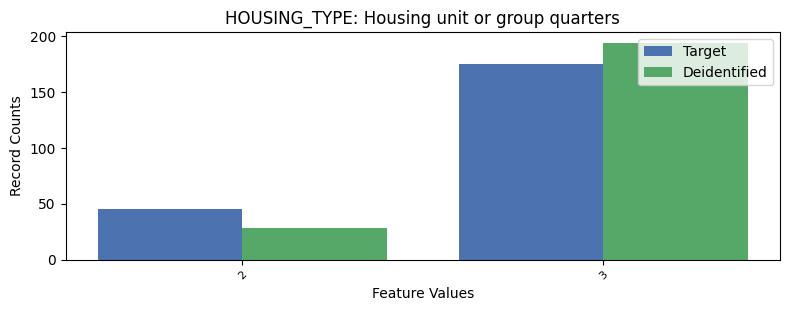 HOUSING_TYPE: Housing unit or group quarters
Target
Deidentified
200
150
100
50
0
Record Counts
2
3
Feature Values